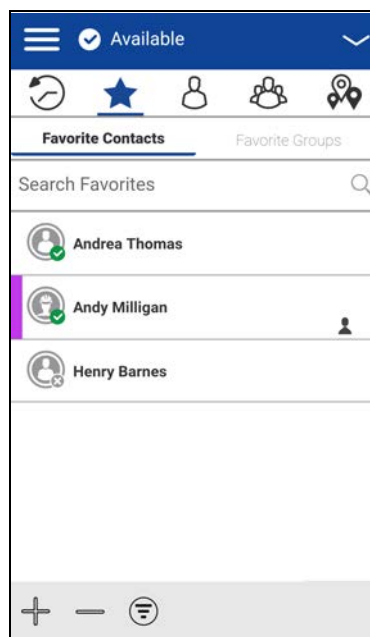 Available
Favorite Contacts Favorite Groups
Search Favorites
Andrea Thomas
Andy Milligan
Henry Barnes